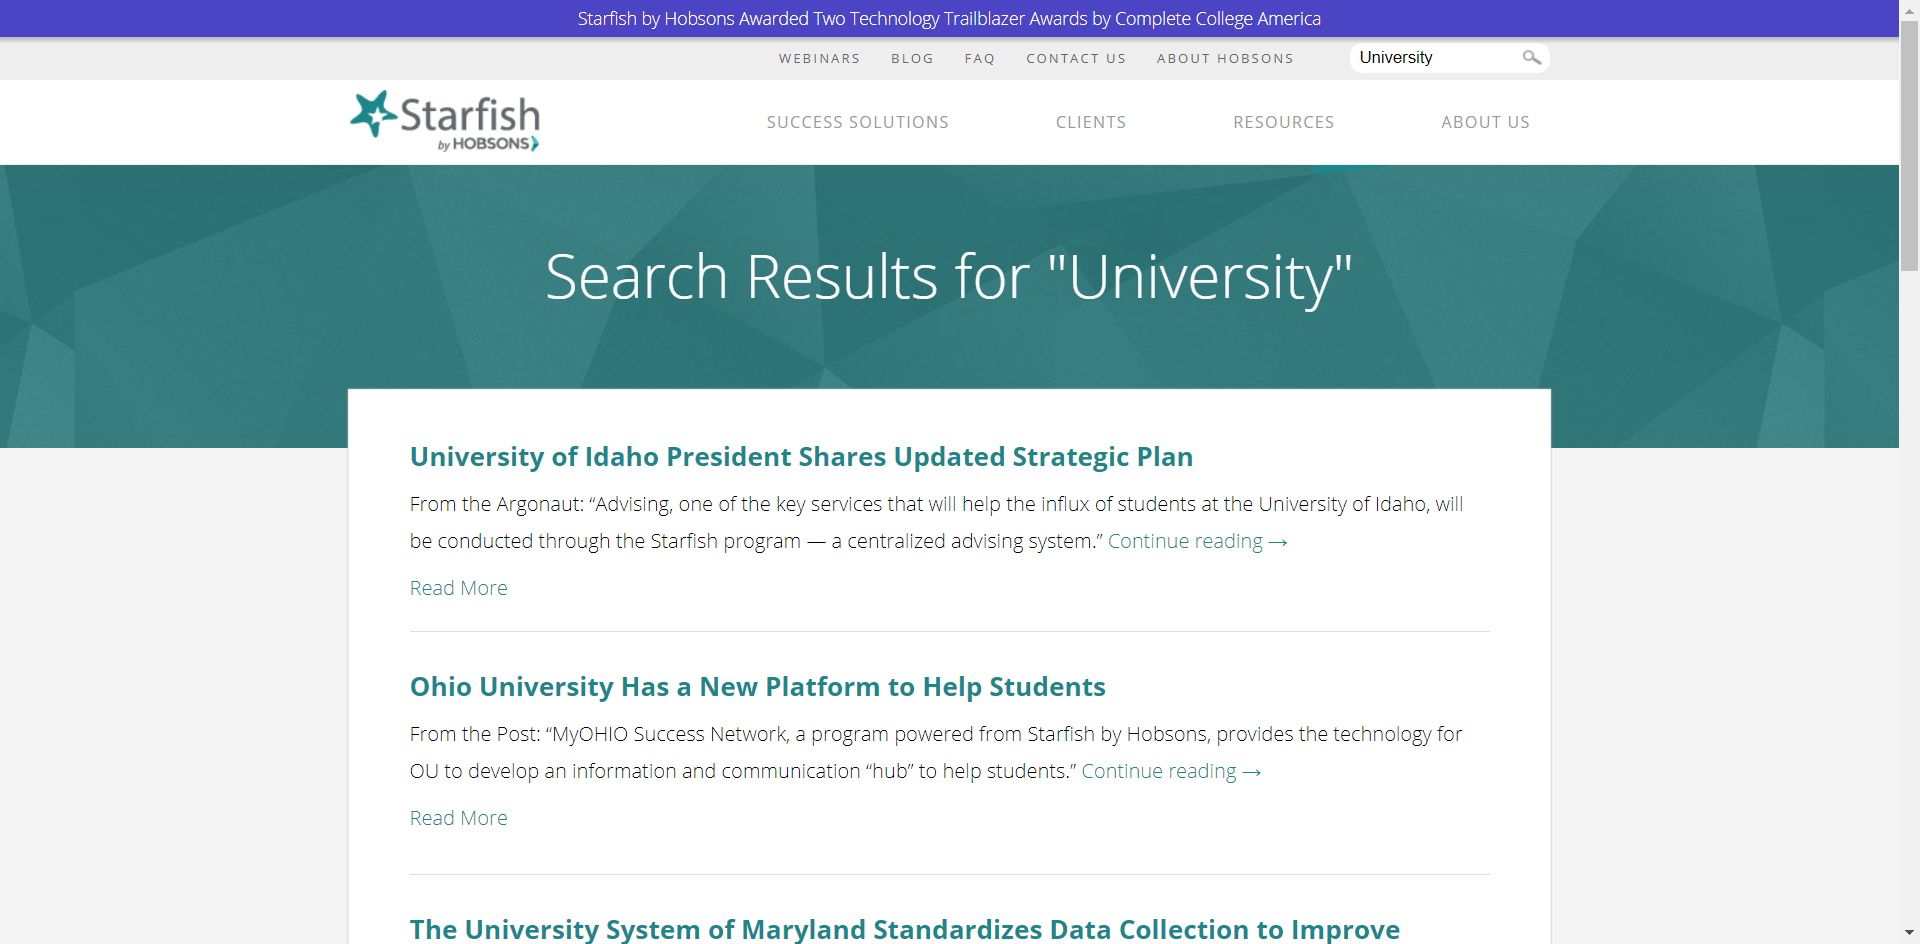 Starfish by Hobsons Awarded Two Technology Trailblazer Awards by Complete College America
WEBINARS BLOG FAQ CONTACT US ABOUT HOBSONS University
Starfish
by HOBSONS
SUCCESS SOLUTIONS CLIENTS RESOURCES ABOUT US
Search Results for "University"
University of Idaho President Shares Updated Strategic Plan
From the Argonaut: “Advising, one of the key services that will help the influx of students at the University of Idaho, will
be conducted through the Starfish program — a centralized advising system.” Continue reading →
Read More
Ohio University Has a New Platform to Help Students
From the Post: “MyOHIO Success Network, a program powered from Starfish by Hobsons, provides the technology for
OU to develop an information and communication “hub” to help students.” Continue reading →
Read More
The University System of Maryland Standardizes Data Collection to Improve